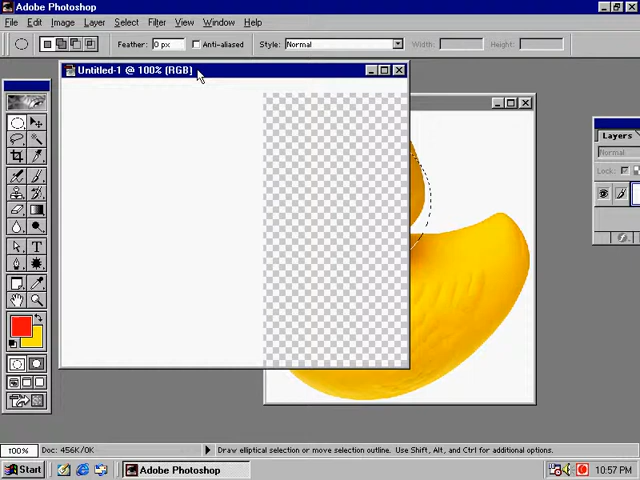 Adobe Photoshop
File Edit Image Layer Select Filter View Window Help
Feather: 0 px Anti-aliased Style: Normal Width: Height:
Untitled-1 @ 100% (RGB)
Layers
Normal
Lock:
T
100% Doc: 456K/0K Draw elliptical selection or move selection outline. Use Shift, Alt, and Ctrl for additional options.
Start Adobe Photoshop 10:57 PM